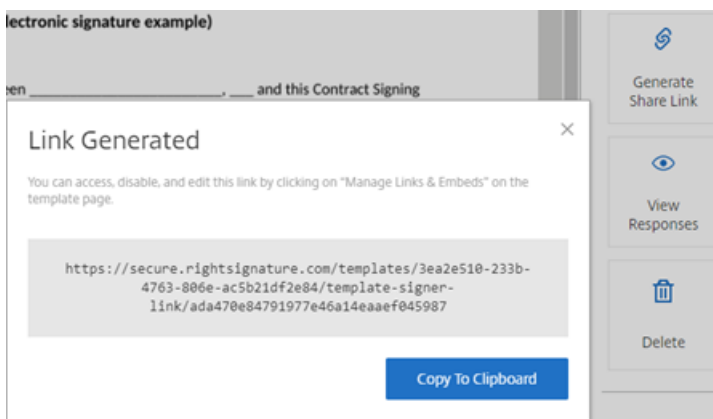 lectronic signature example)
een ________________________, ___ and this Contract Signing
Generate
Share Link
Link Generated
You can access, disable, and edit this link by clicking on "Manage Links & Embeds" on the
template page.
https://secure.rightsignature.com/templates/3ea2e510-233b-
4763-806e-ac5b21df2e84/template-signer-
link/ada470e84791977e46a14eaaef045987
Copy To Clipboard
View
Responses
Delete